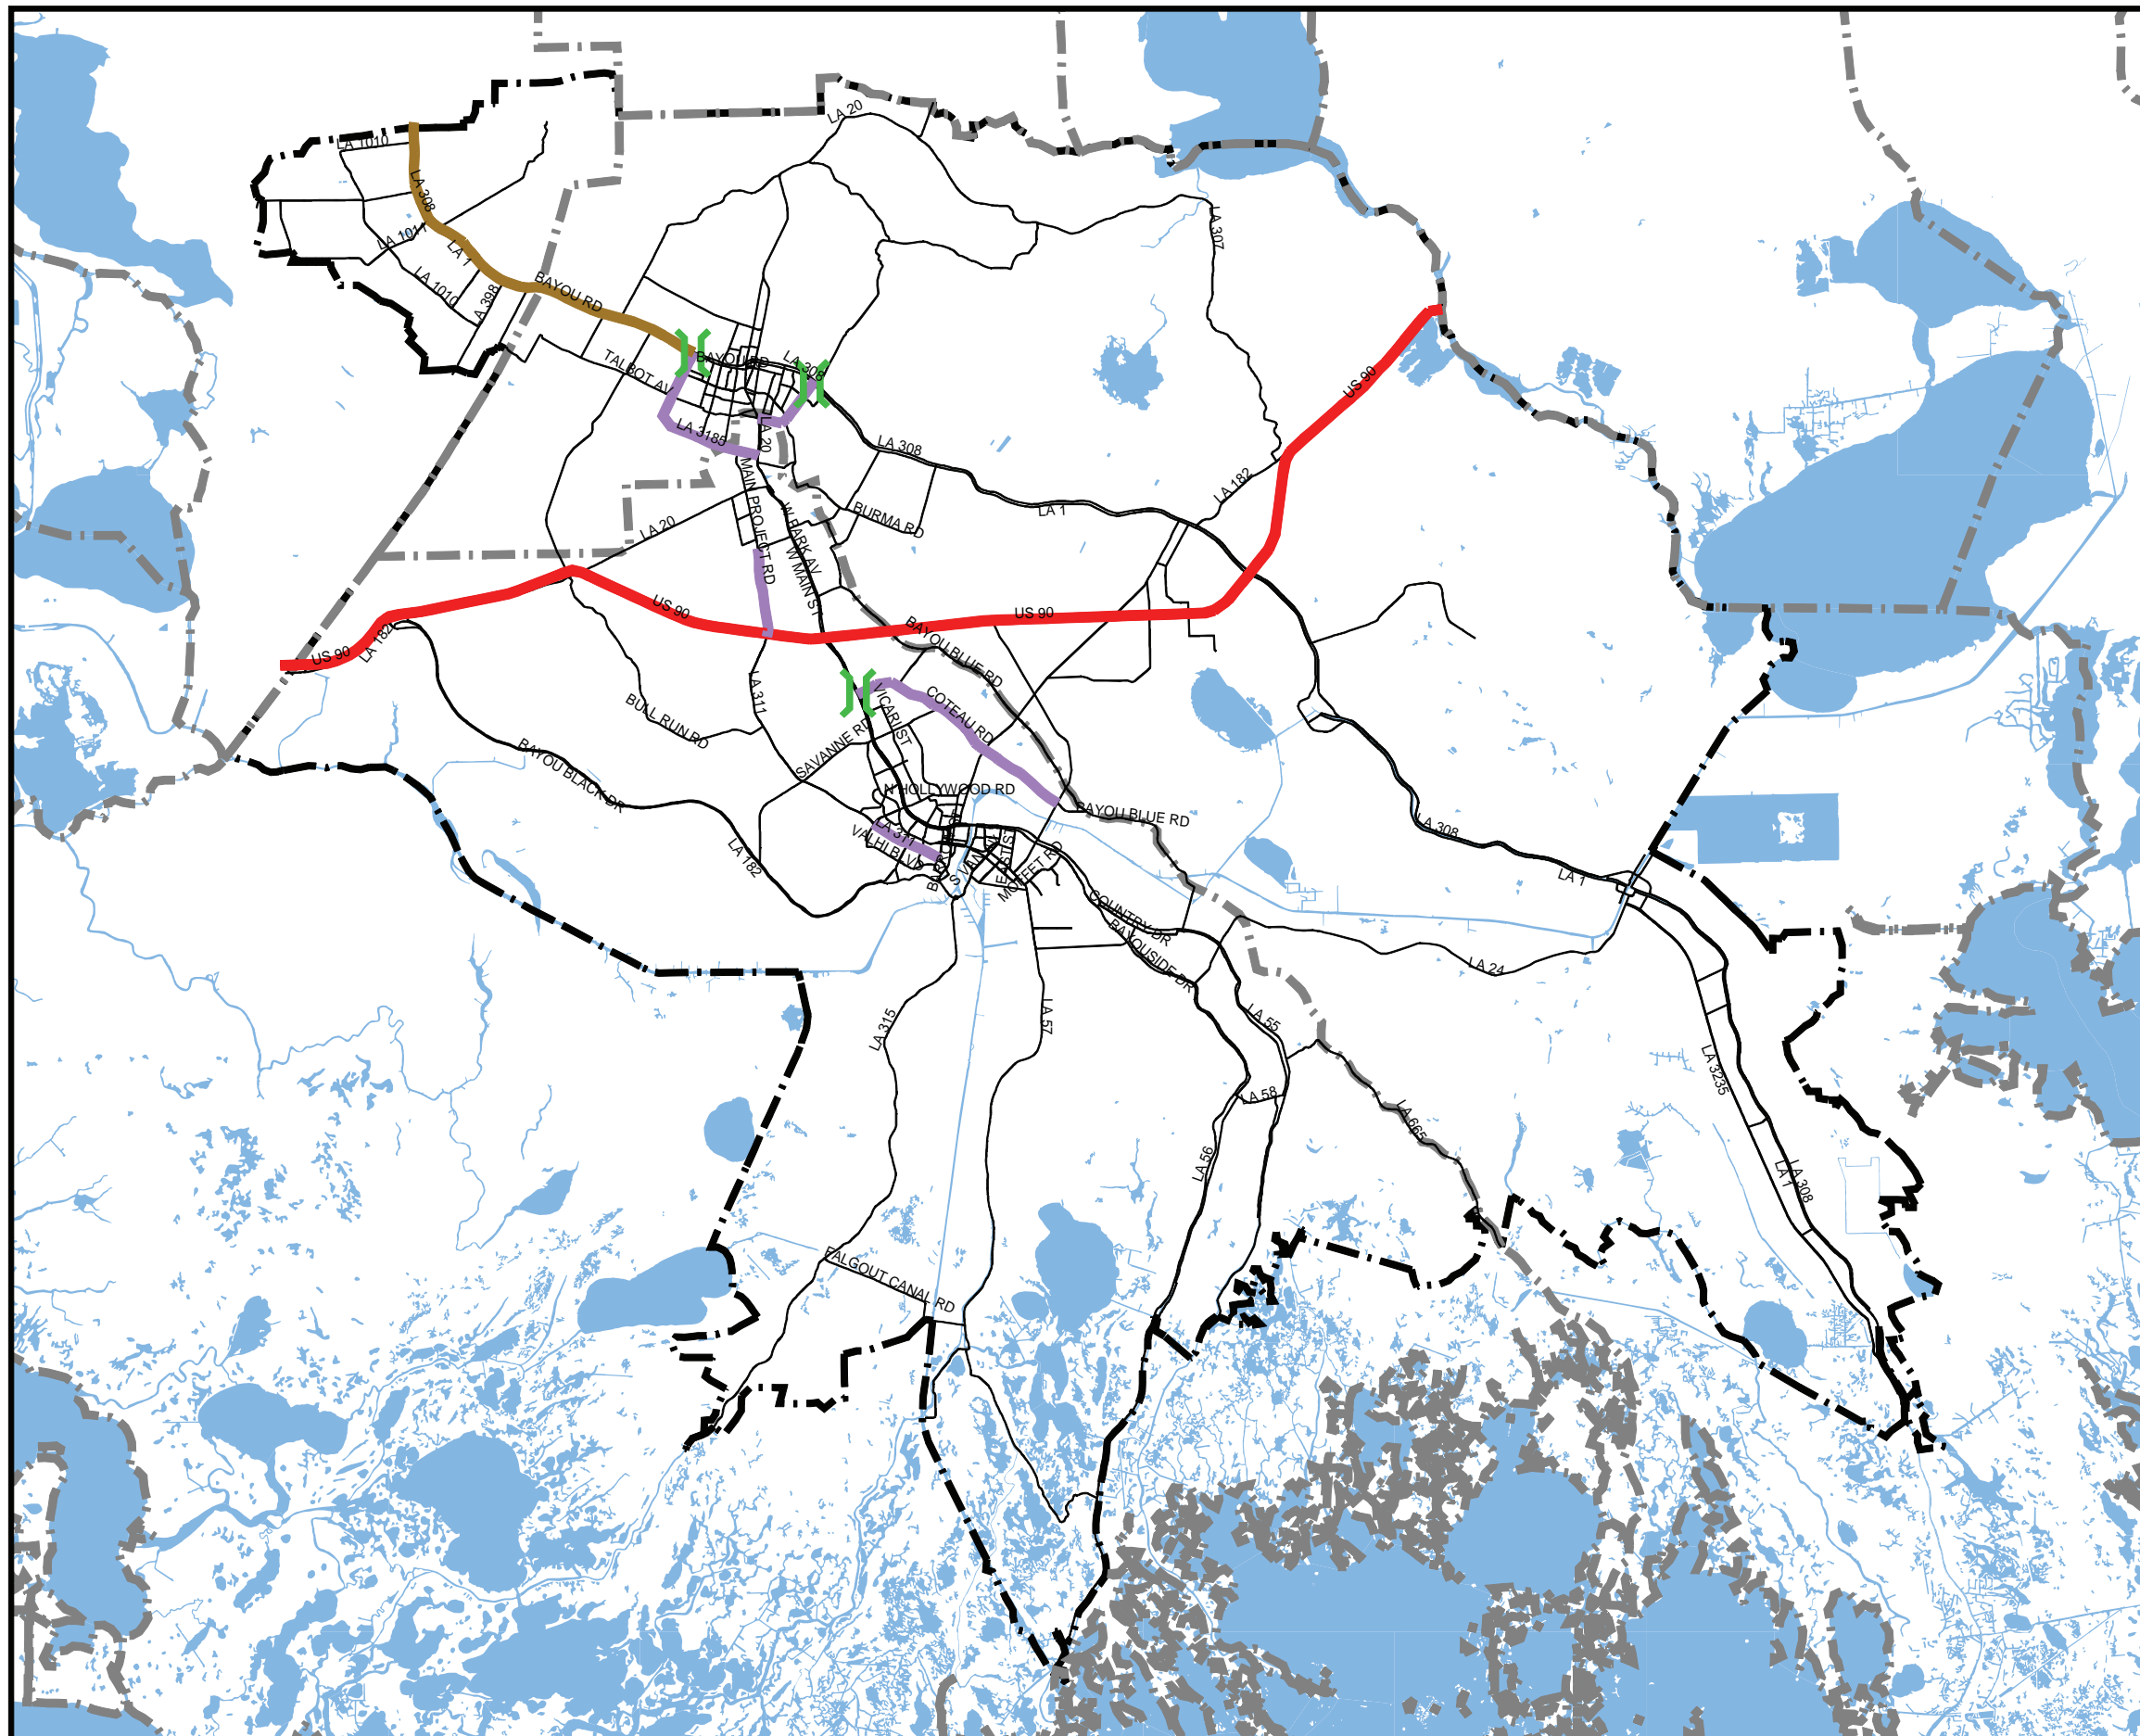 LA 20
LA 1010
LA 308
LA 307
LA 1011
LA 1
LA 1010
BAYOU RD
A 398
BAYOU RD
LA 308
TALBOT AV
US 90
LA 3185
LA 20
LA 308
MAIN PROJECT RD
LA 182
W PARK AV
LA 1
BURMA RD
LA 20
W MAIN ST
US 90
US 90
BAYOU BLUE RD
LA 182
US 90
LA 311
VICARI ST
COTEAU RD
BULL RUN RD
SAVANNE RD
BAYOU BLACK DR
N HOLLYWOOD RD
BAYOU BLUE RD
LA 311
VALHI BLVD
LA 308
LA 182
MOFFET RD
LA 1
COUNTRY DR
BAYOUSIDE DR
LA 24
LA 315
LA 57
LA 55
LA 3235
LA 58
LA 665
LA 56
LA 1
LA 308
FALGOUT CANAL RD